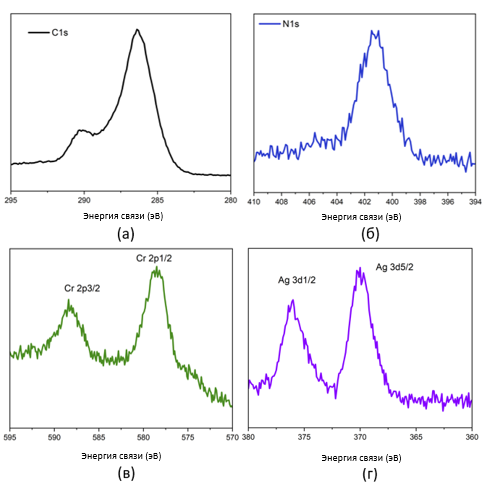 C1s
295 290 285 280
Энергия связи (эВ)
(а)
N1s
410 408 406 404 402 400 398 396 394
Энергия связи (эВ)
(б)
Cr 2p3/2
Cr 2p1/2
595 590 585 580 575 570
Энергия связи (эВ)
(в)
Ag 3d1/2
Ag 3d5/2
380 375 370 365 360
Энергия связи (эВ)
(г)